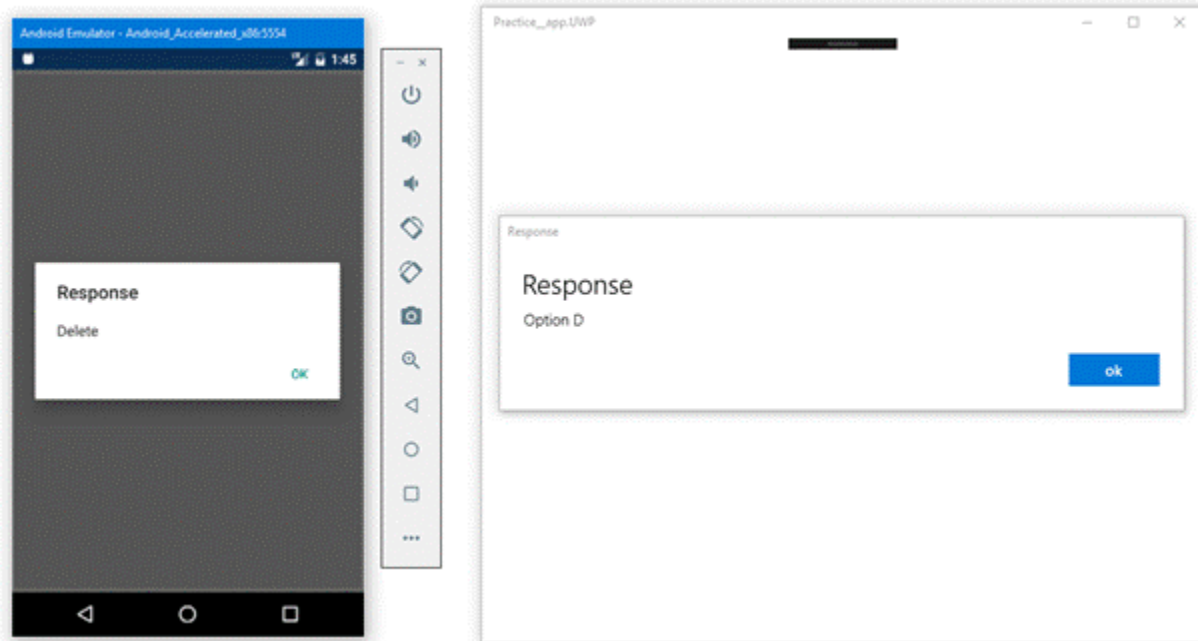 Android Emulator - Android_Accelerated_x86:5554
1:45
Response
Delete
OK
Practice_app.UWP
Response
Response
Option D
ok